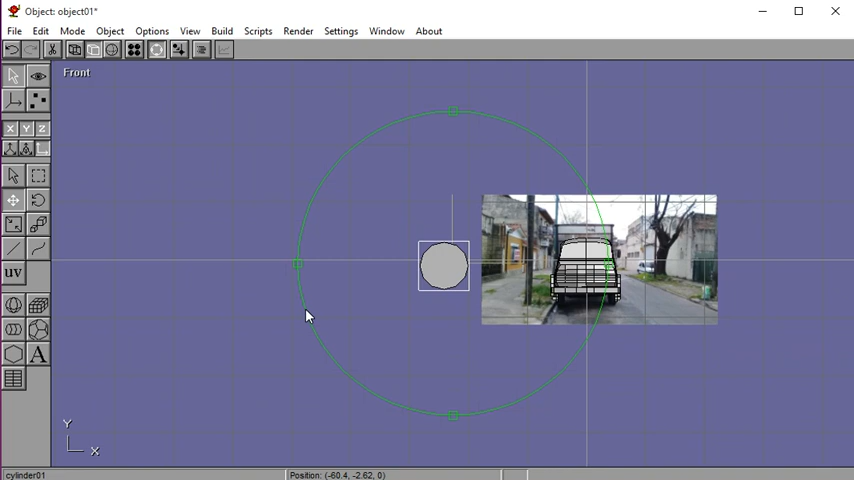 Object: object01*
File Edit Mode Object Options View Build Scripts Render Settings Window About
Front
X Y Z
uv
A
Y
X
cylinder01
Position: (-60.4, -2.62, 0)